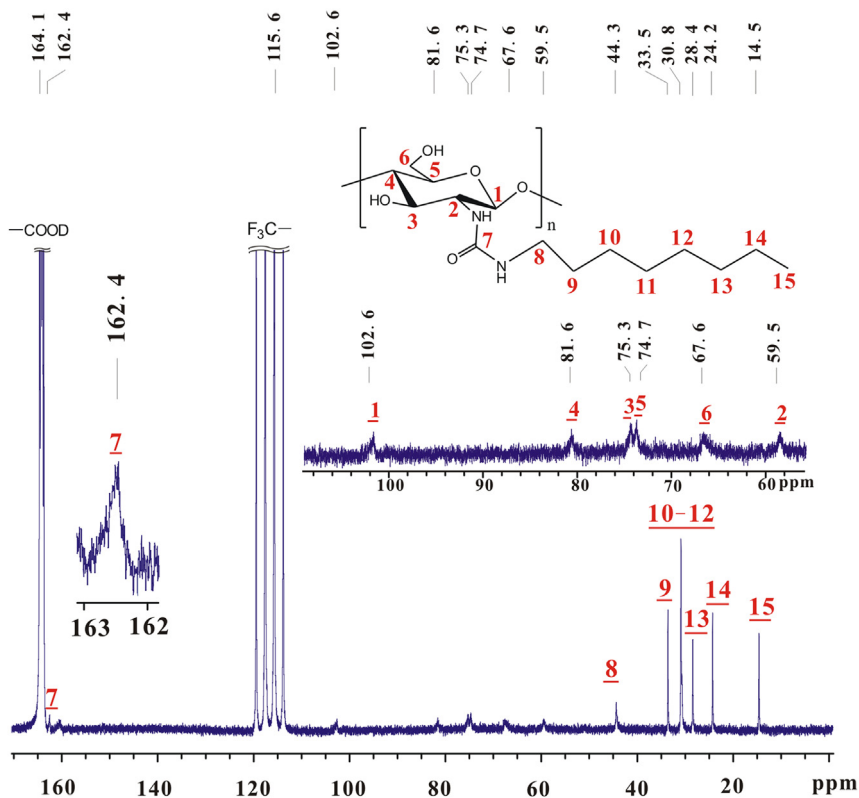 164.1
162.4
115.6
102.6
81.6
75.3
74.7
67.6
59.5
44.3
33.5
30.8
28.4
24.2
14.5
OH
6
5
O
4
1
O
HO
3
2
NH
n
7
O
N
H
8
9
10
11
12
13
14
15
—COOD
F₃C—
162.4
7
163 162
102.6
81.6
75.3
74.7
67.6
59.5
1 4 3 5 6 2
100 90 80 70 60 ppm
10-12
9 13 14 15
8
7
160 140 120 100 80 60 40 20 ppm